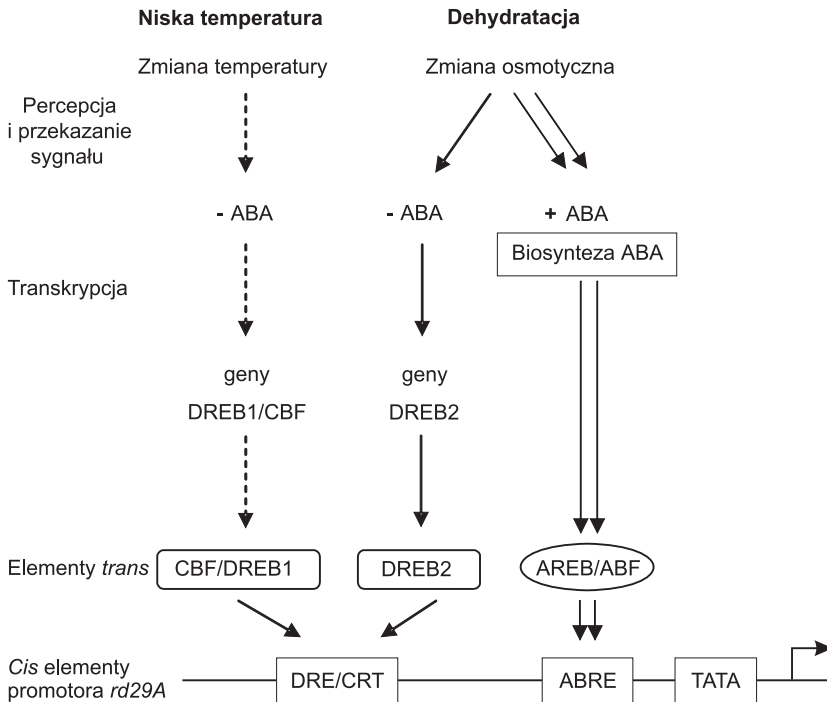 Niska temperatura
Dehydratacja
Zmiana temperatury
Zmiana osmotyczna
Percepcja
i przekazanie
sygnału
- ABA
- ABA
+ ABA
Biosynteza ABA
Transkrypcja
geny
DREB1/CBF
geny
DREB2
Elementy trans
CBF/DREB1
DREB2
AREB/ABF
Cis elementy
promotora rd29A
DRE/CRT
ABRE
TATA